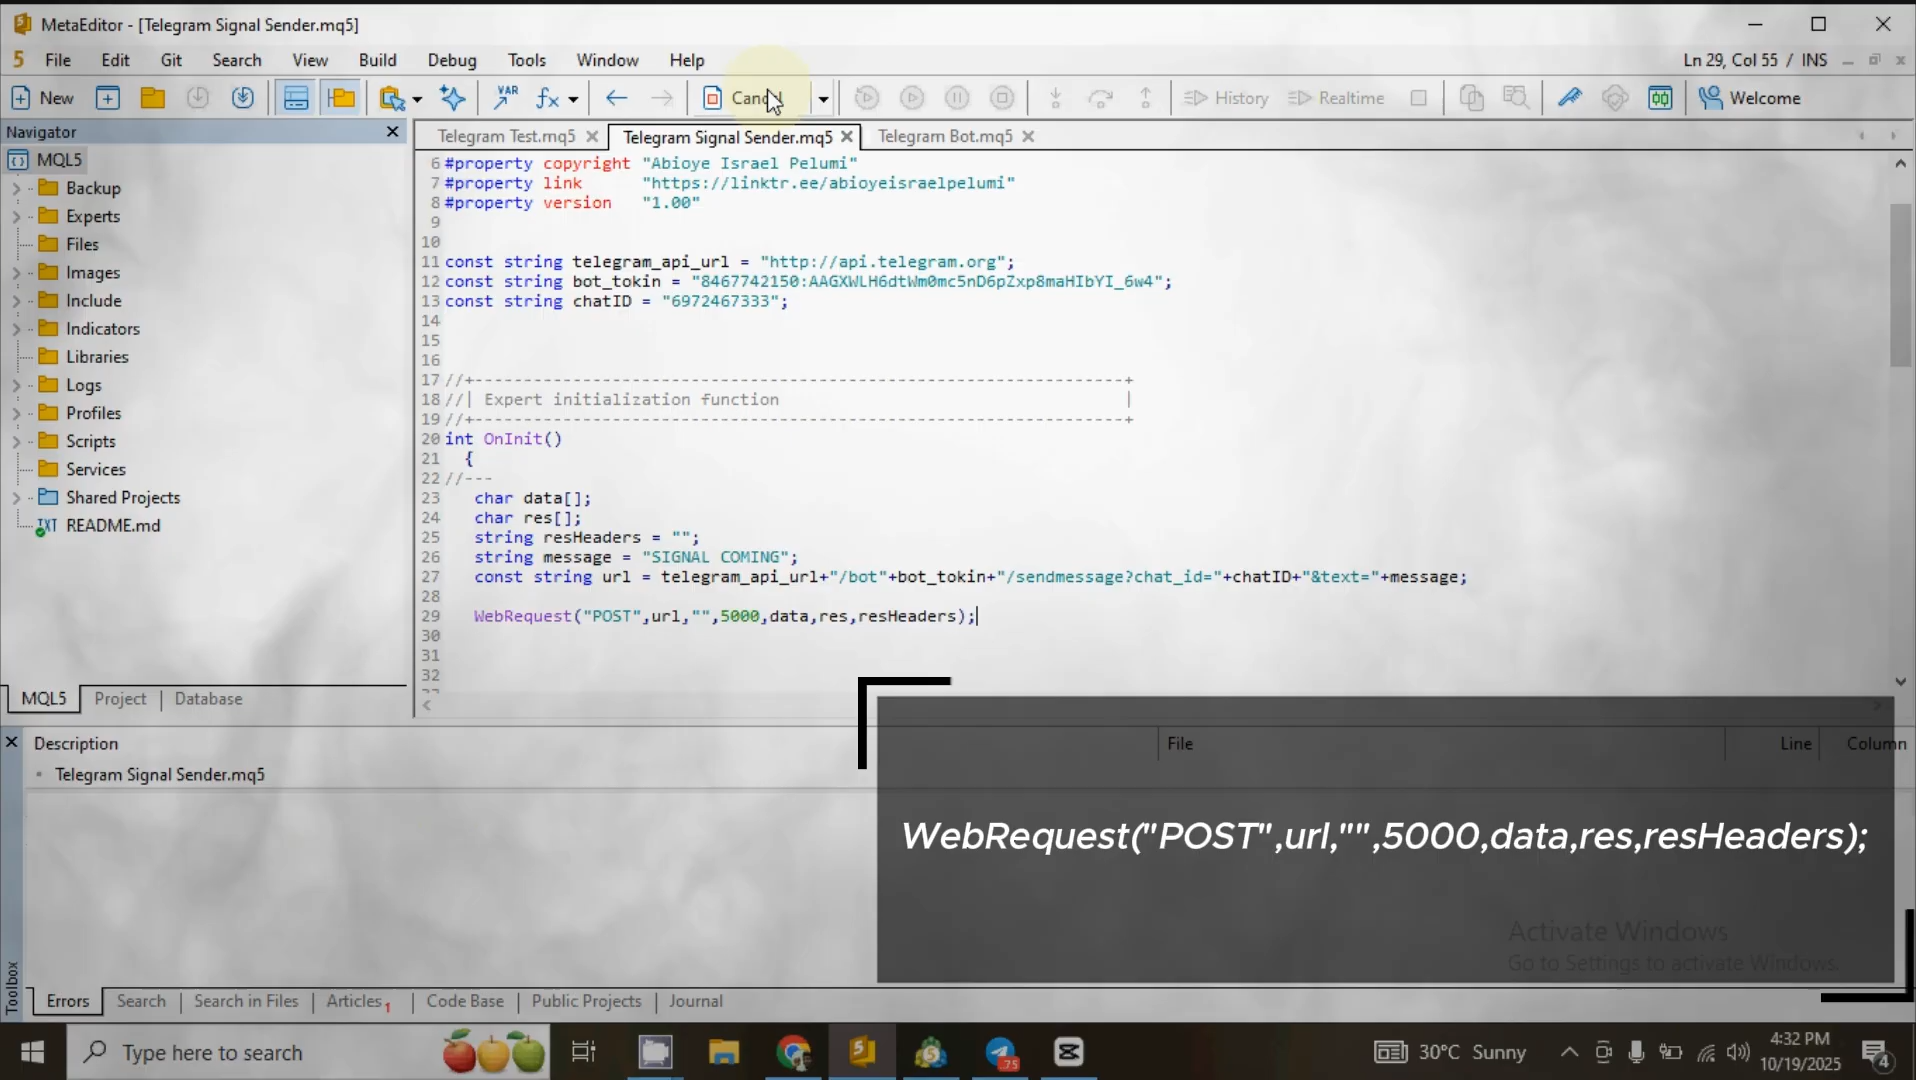 MetaEditor - [Telegram Signal Sender.mq5]
5 File Edit Git Search View Build Debug Tools Window Help
Ln 29, Col 55 / INS
New
VAR
fx
History
Realtime
Welcome
Navigator
MQL5
Backup
Experts
Files
Images
Include
Indicators
Libraries
Logs
Profiles
Scripts
Services
Shared Projects
TXT README.md
MQL5 Project Database
Telegram Test.mq5
Telegram Signal Sender.mq5
Telegram Bot.mq5
6 #property copyright "Abioye Israel Pelumi"
7 #property link "https://linktr.ee/abioyeisraelpelumi"
8 #property version "1.00"
9
10
11 const string telegram_api_url = "http://api.telegram.org";
12 const string bot_tokin = "8467742150:AAGXWLH6dtWm0mc5nD6pZxp8maHIbYI_6w4";
13 const string chatID = "6972467333";
14
15
16
17 //+------------------------------------------------------------------+
18 //| Expert initialization function |
19 //+------------------------------------------------------------------+
20 int OnInit()
21 {
22 //---
23 char data[];
24 char res[];
25 string resHeaders = "";
26 string message = "SIGNAL COMING";
27 const string url = telegram_api_url+"/bot"+bot_tokin+"/sendmessage?chat_id="+chatID+"&text="+message;
28
29 WebRequest("POST",url,"",5000,data,res,resHeaders);
30
31
32
Description
File
Line
Column
Telegram Signal Sender.mq5
WebRequest("POST",url,"",5000,data,res,resHeaders);
Activate Windows
Go to Settings to activate Windows.
Toolbox
Errors Search Search in Files Articles 1 Code Base Public Projects Journal
Type here to search
5
75
30°C Sunny
4:32 PM
10/19/2025
4